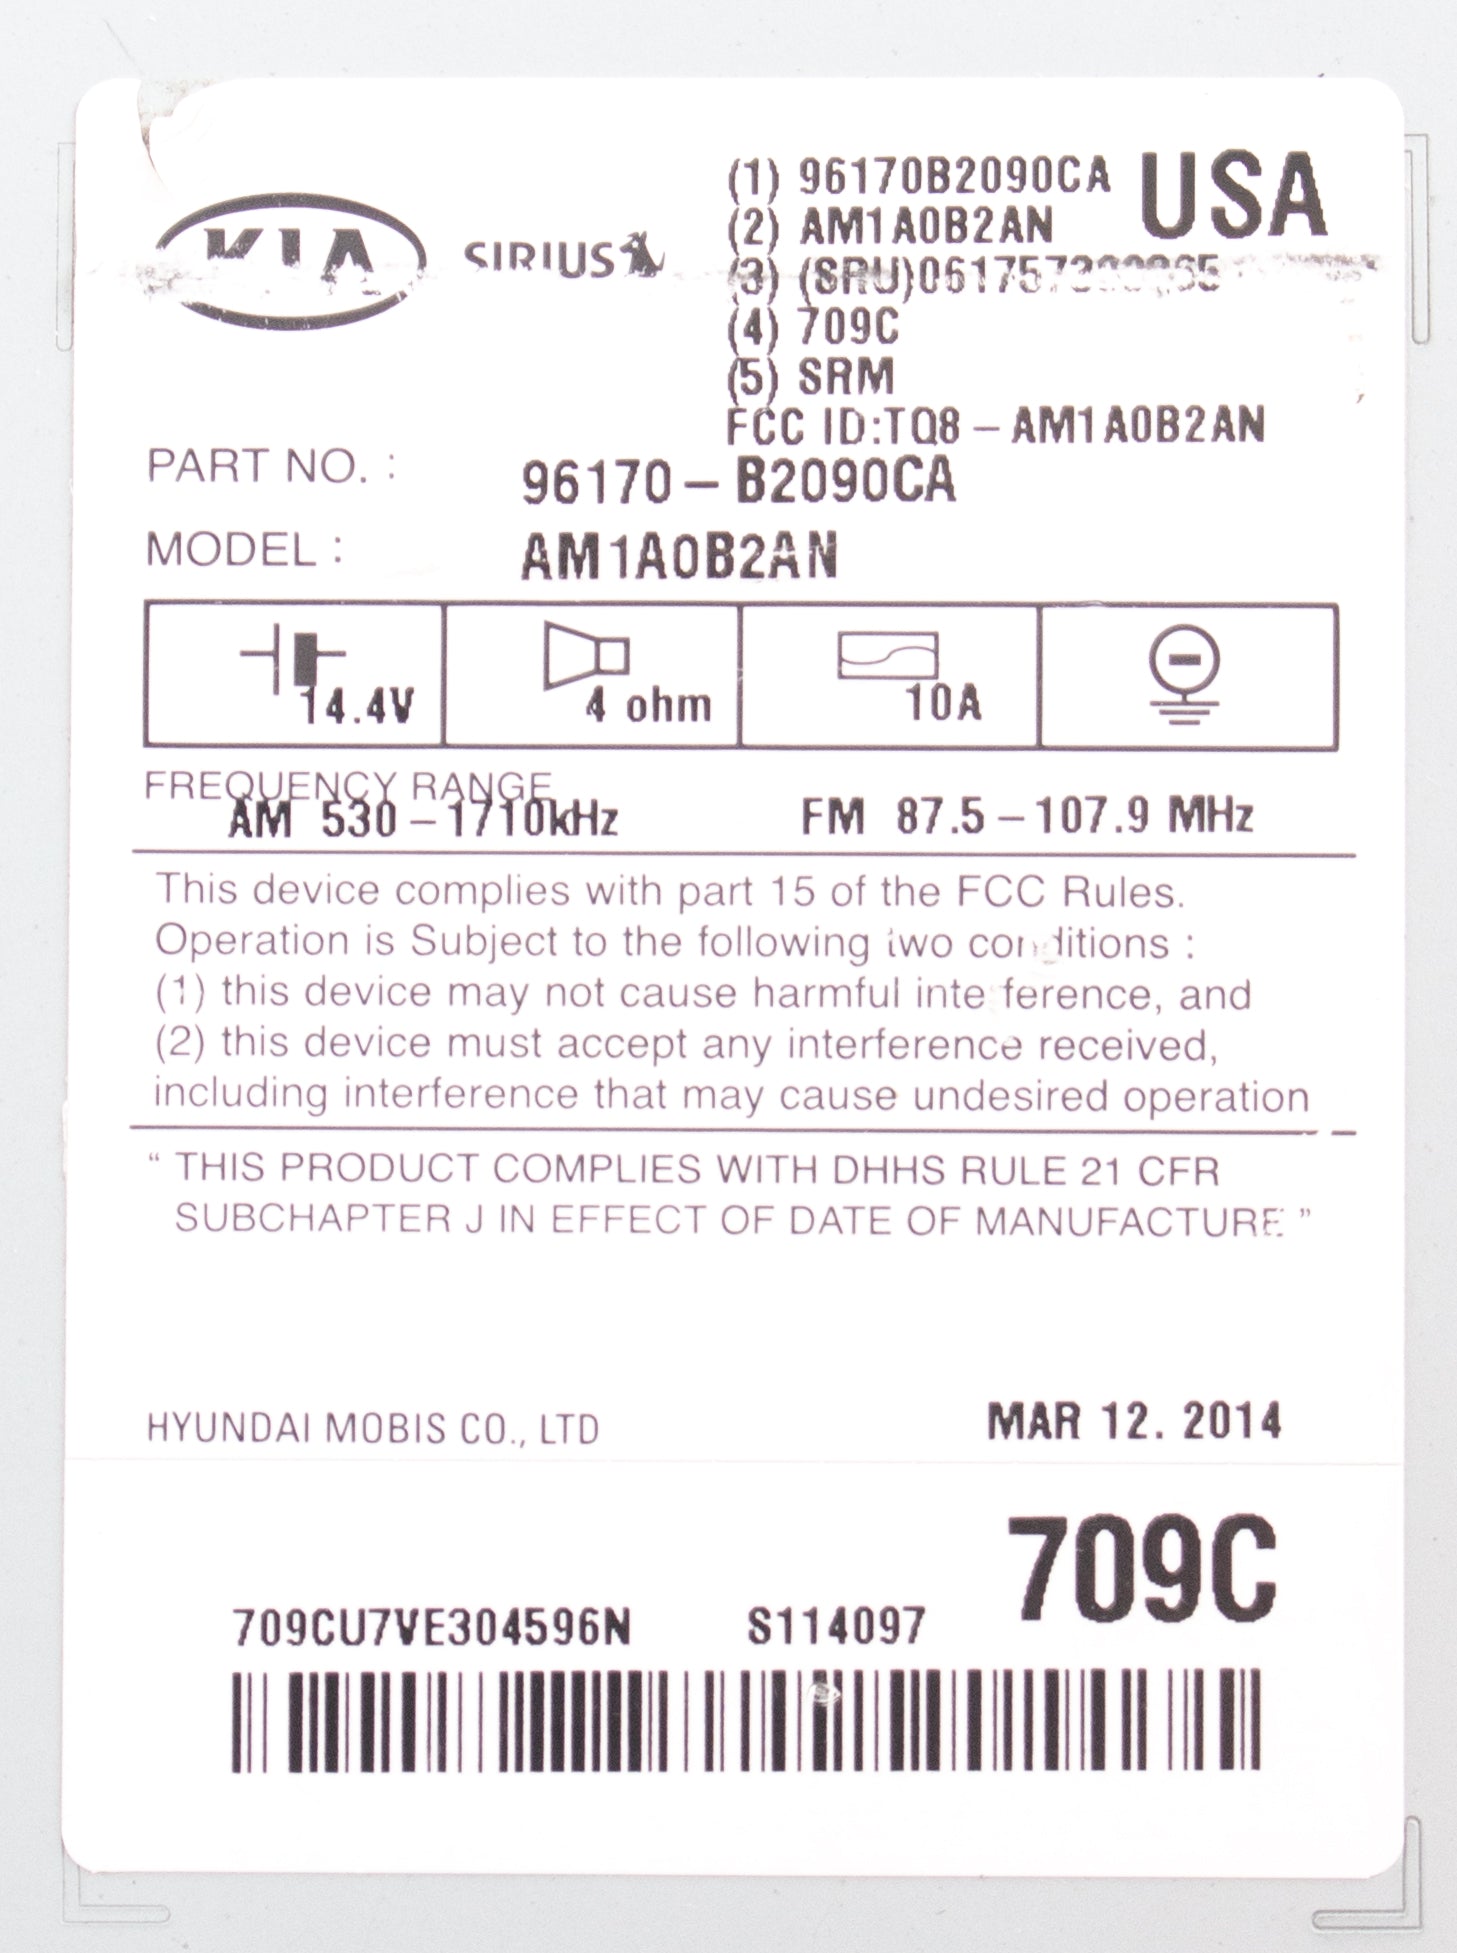 KIA SIRIUS
(1) 96170B2090CA USA
(2) AM1A0B2AN
(3)
(4) 709C
(5) SRM
FCC ID:TQ8-AM1A0B2AN
PART NO. : 96170-B2090CA
MODEL : AM1A0B2AN
14.4V 4 ohm 10A
FREQUENCY RANGE
AM 530-1710kHz FM 87.5-107.9 MHz
This device complies with part 15 of the FCC Rules.
Operation is Subject to the following two conditions :
(1) this device may not cause harmful interference, and
(2) this device must accept any interference received,
including interference that may cause undesired operation
“ THIS PRODUCT COMPLIES WITH DHHS RULE 21 CFR
SUBCHAPTER J IN EFFECT OF DATE OF MANUFACTURE ”
HYUNDAI MOBIS CO., LTD MAR 12. 2014
709C
709CU7VE304596N S114097